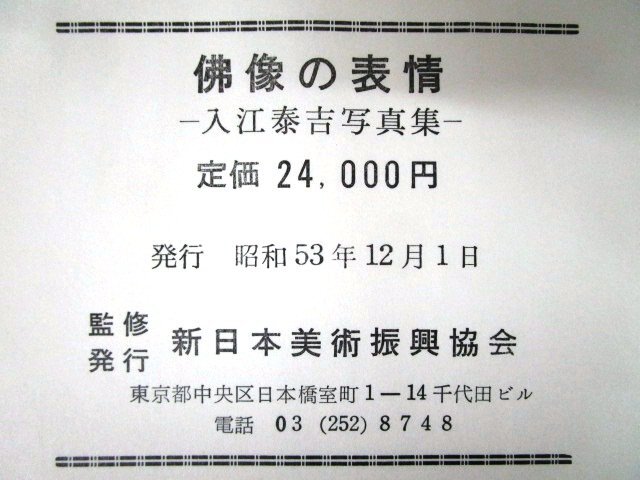 佛像の表情
−入江泰吉写真集−
定価 24,000円
発行 昭和53年12月1日
監修
発行 新日本美術振興協会
東京都中央区日本橋室町1−14千代田ビル
電話 03 (252) 8748